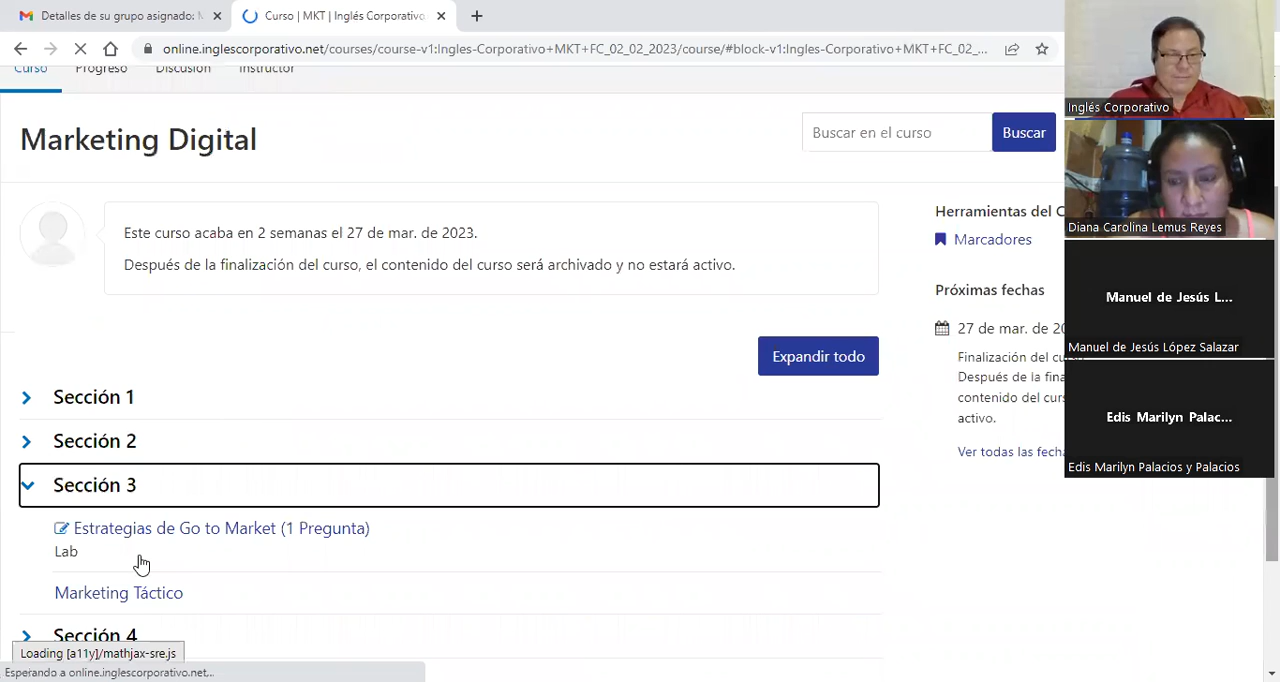 Detalles de su grupo asignado:
Curso | MKT | Inglés Corporativo
online.inglescorporativo.net/courses/course-v1:Ingles-Corporativo+MKT+FC_02_02_2023/course/#block-v1:Ingles-Corporativo+MKT+FC_02_02_2...
Curso
Progreso
Discusión
Instructor
Marketing Digital
Buscar en el curso
Buscar
Este curso acaba en 2 semanas el 27 de mar. de 2023.
Después de la finalización del curso, el contenido del curso será archivado y no estará activo.
Herramientas del C
Marcadores
Próximas fechas
27 de mar. de 20
Finalización del curso
Después de la fina
contenido del curs
activo.
Ver todas las fecha
Expandir todo
Sección 1
Sección 2
Sección 3
Estrategias de Go to Market (1 Pregunta)
Lab
Marketing Táctico
Sección 4
Loading [a11y]/mathjax-sre.js
Esperando a online.inglescorporativo.net...
Inglés Corporativo
Diana Carolína Lemus Reyes
Manuel de Jesús L...
Manuel de Jesús López Salazar
Edis Marilyn Palac...
Edis Marilyn Palacios y Palacios